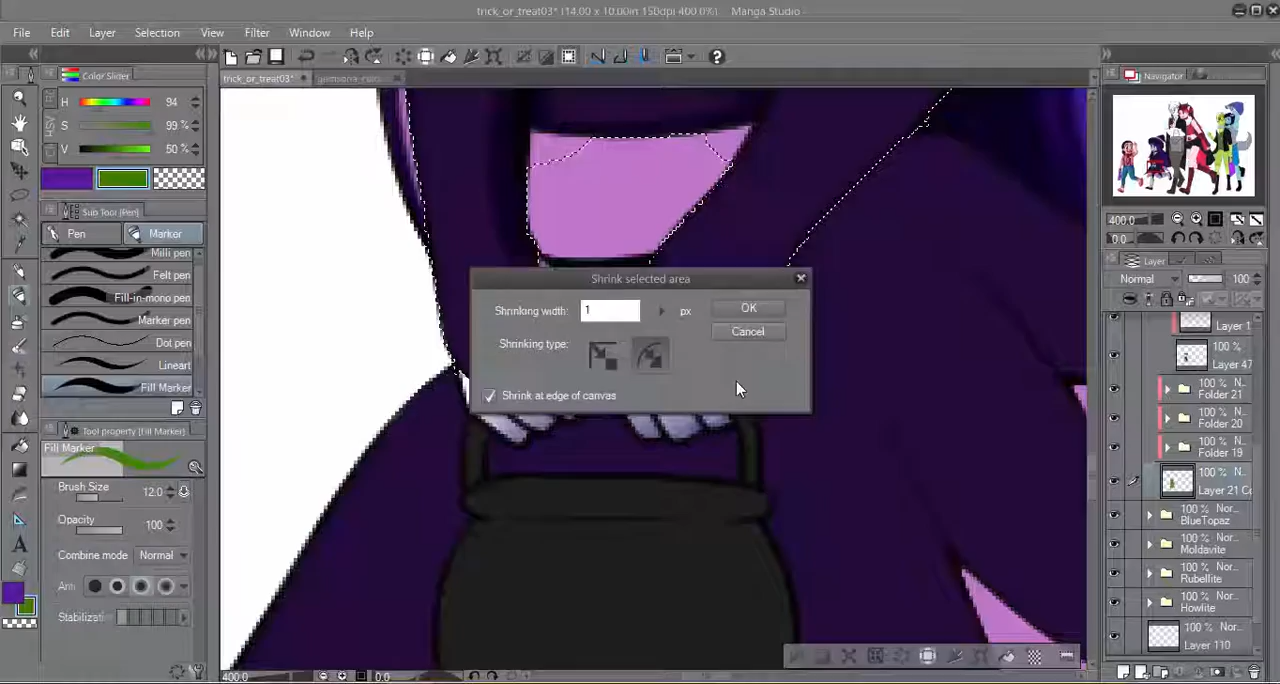 trick_or_treat03* (14.00 x 10.00in 150dpi 400.0%) - Manga Studio
File Edit Layer Selection View Filter Window Help
Color Slider
trick_or_treat03*
Navigator
H 94
S 99 %
V 50 %
HSV
Sub Tool [Pen]
Pen Marker
Milli pen
Felt pen
Fill-in-mono pen
Marker pen
Dot pen
Lineart
Fill Marker
Tool property [Fill Marker]
Fill Marker
Brush Size 12.0
Opacity 100
Combine mode Normal
Stabilizati
Shrink selected area
Shrinking width: 1 px
OK
Shrinking type:
Cancel
Shrink at edge of canvas
400.0
0.0
Layer
Normal 100
Layer 1
100 %
Layer 47
100 % N...
Folder 21
100 % N...
Folder 20
100 % N...
Folder 19
100 % N...
Layer 21 Co
100 % Nor...
BlueTopaz
100 % Nor...
Moldavite
100 % Nor...
Rubellite
100 % Nor...
Howlite
100 % Nor...
Layer 110
400.0 0.0